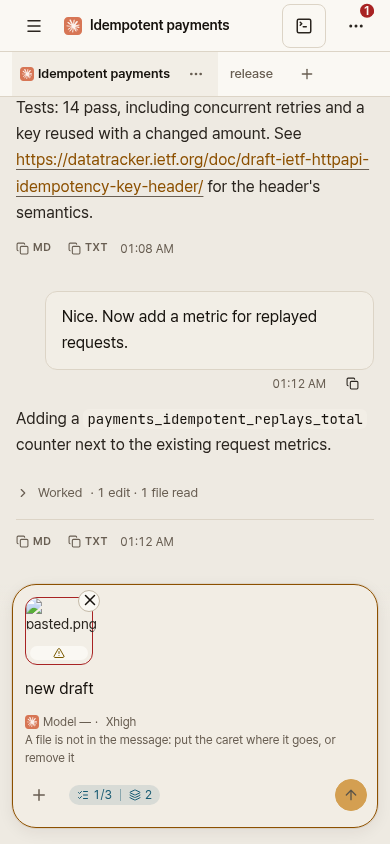 Idempotent payments
1
Idempotent payments
release
Tests: 14 pass, including concurrent retries and a
key reused with a changed amount. See
https://datatracker.ietf.org/doc/draft-ietf-httpapi-
idempotency-key-header/ for the header's
semantics.
MD TXT 01:08 AM
Nice. Now add a metric for replayed
requests.
01:12 AM
Adding a payments_idempotent_replays_total
counter next to the existing request metrics.
Worked · 1 edit · 1 file read
MD TXT 01:12 AM
pasted.png
new draft
Model — · Xhigh
A file is not in the message: put the caret where it goes, or
remove it
1/3 2